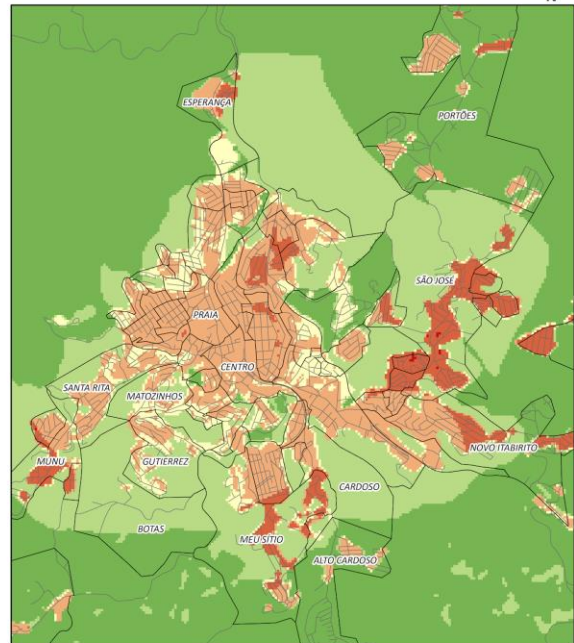 ESPERANÇA
PORTÕES
SÃO JOSÉ
PRAIA
CENTRO
SANTA RITA
MATOZINHOS
MUNU
GUTIERREZ
NOVO ITABIRITO
CARDOSO
BOTAS
MEU SÍTIO
ALTO CARDOSO